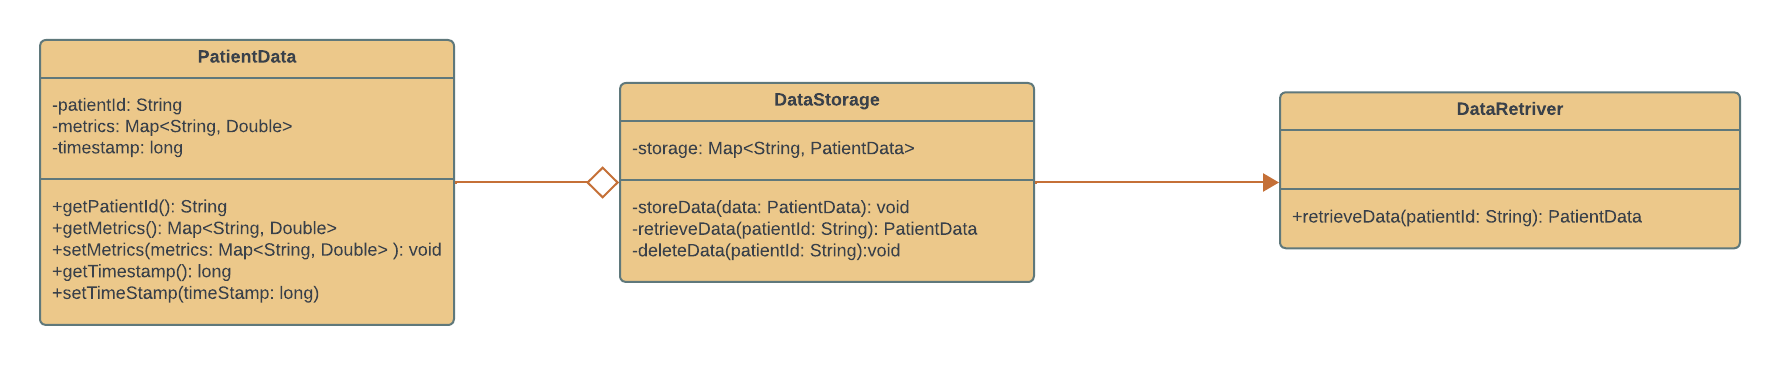 PatientData
-patientId: String
-metrics: Map<String, Double>
-timestamp: long
+getPatientId(): String
+getMetrics(): Map<String, Double>
+setMetrics(metrics: Map<String, Double> ): void
+getTimestamp(): long
+setTimeStamp(timeStamp: long)
DataStorage
-storage: Map<String, PatientData>
-storeData(data: PatientData): void
-retrieveData(patientId: String): PatientData
-deleteData(patientId: String):void
DataRetriver
+retrieveData(patientId: String): PatientData